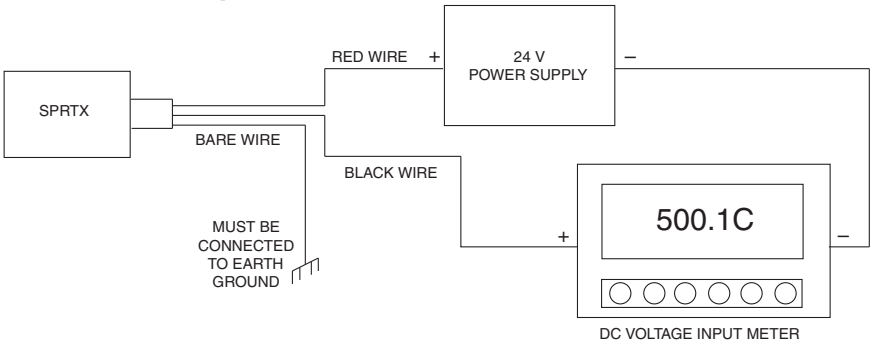 SPRTX
RED WIRE
+
24 V
POWER SUPPLY
–
BARE WIRE
BLACK WIRE
MUST BE
CONNECTED
TO EARTH
GROUND
+
500.1C
–
DC VOLTAGE INPUT METER